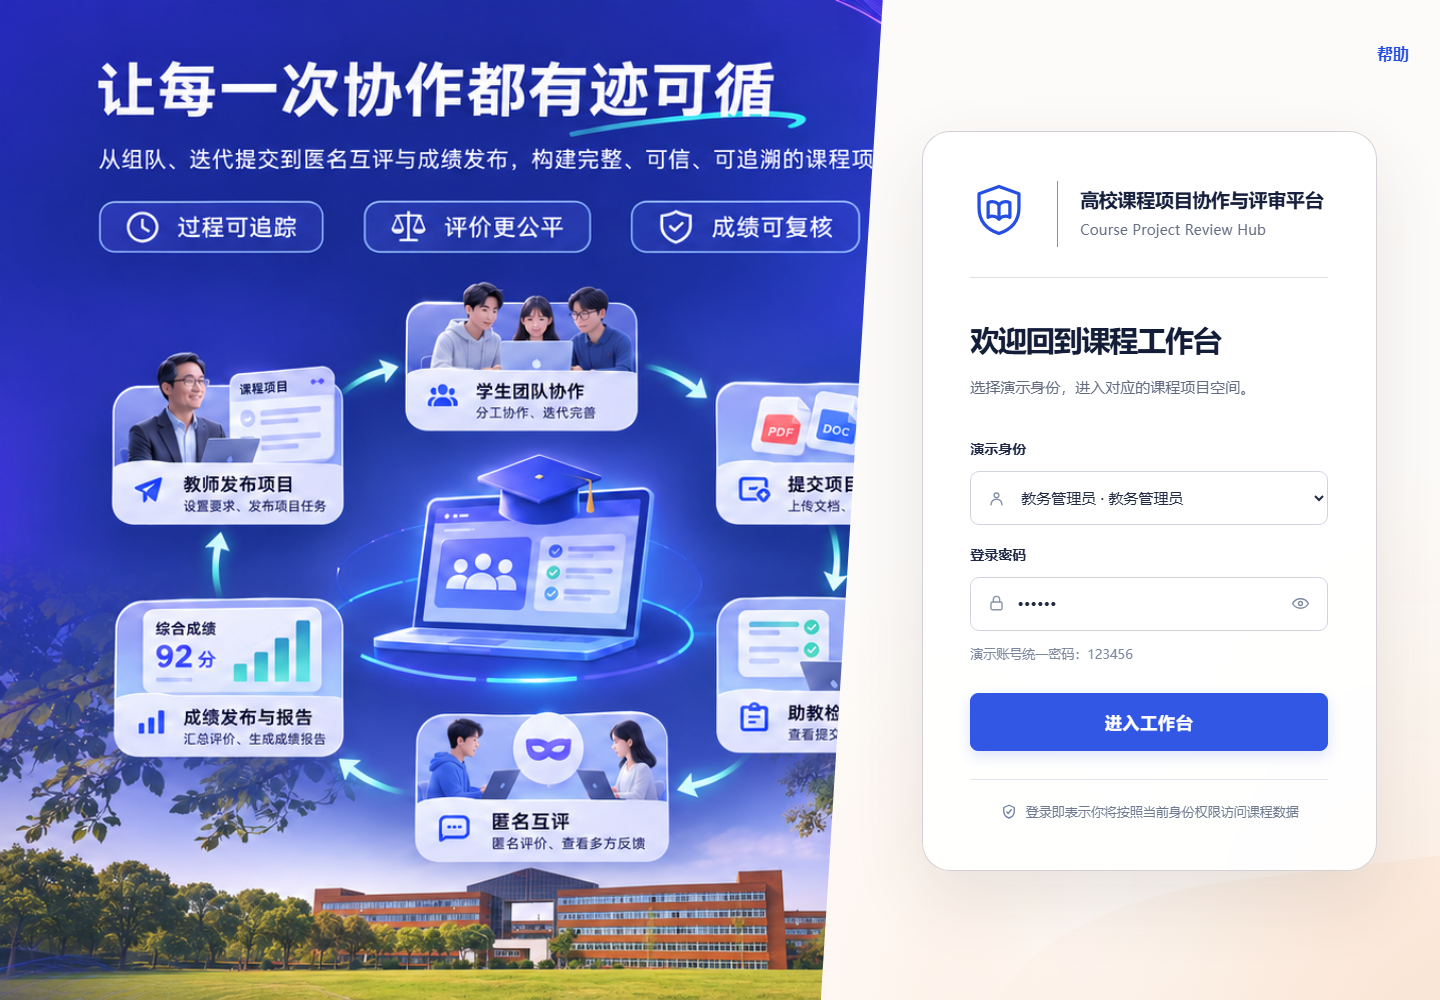 让每一次协作都有迹可循
从组队、迭代提交到匿名互评与成绩发布，构建完整、可信、可追溯的课程项
过程可追踪
评价更公平
成绩可复核
学生团队协作
分工协作、迭代完善
课程项目
教师发布项目
设置要求、发布项目任务
PDF
DOC
提交项目
上传文档、
综合成绩
92 分
成绩发布与报告
汇总评价、生成成绩报告
助教检
查看提交
匿名互评
匿名评价、查看多方反馈
帮助
高校课程项目协作与评审平台
Course Project Review Hub
欢迎回到课程工作台
选择演示身份，进入对应的课程项目空间。
演示身份
教务管理员 · 教务管理员
登录密码
••••••
演示账号统一密码：123456
进入工作台
登录即表示你将按照当前身份权限访问课程数据